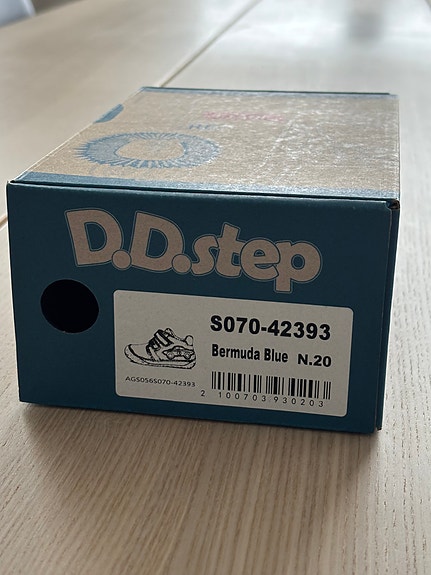 D.D.step
S070-42393
Bermuda Blue N.20
AGS056S070-42393
2 100703 930203